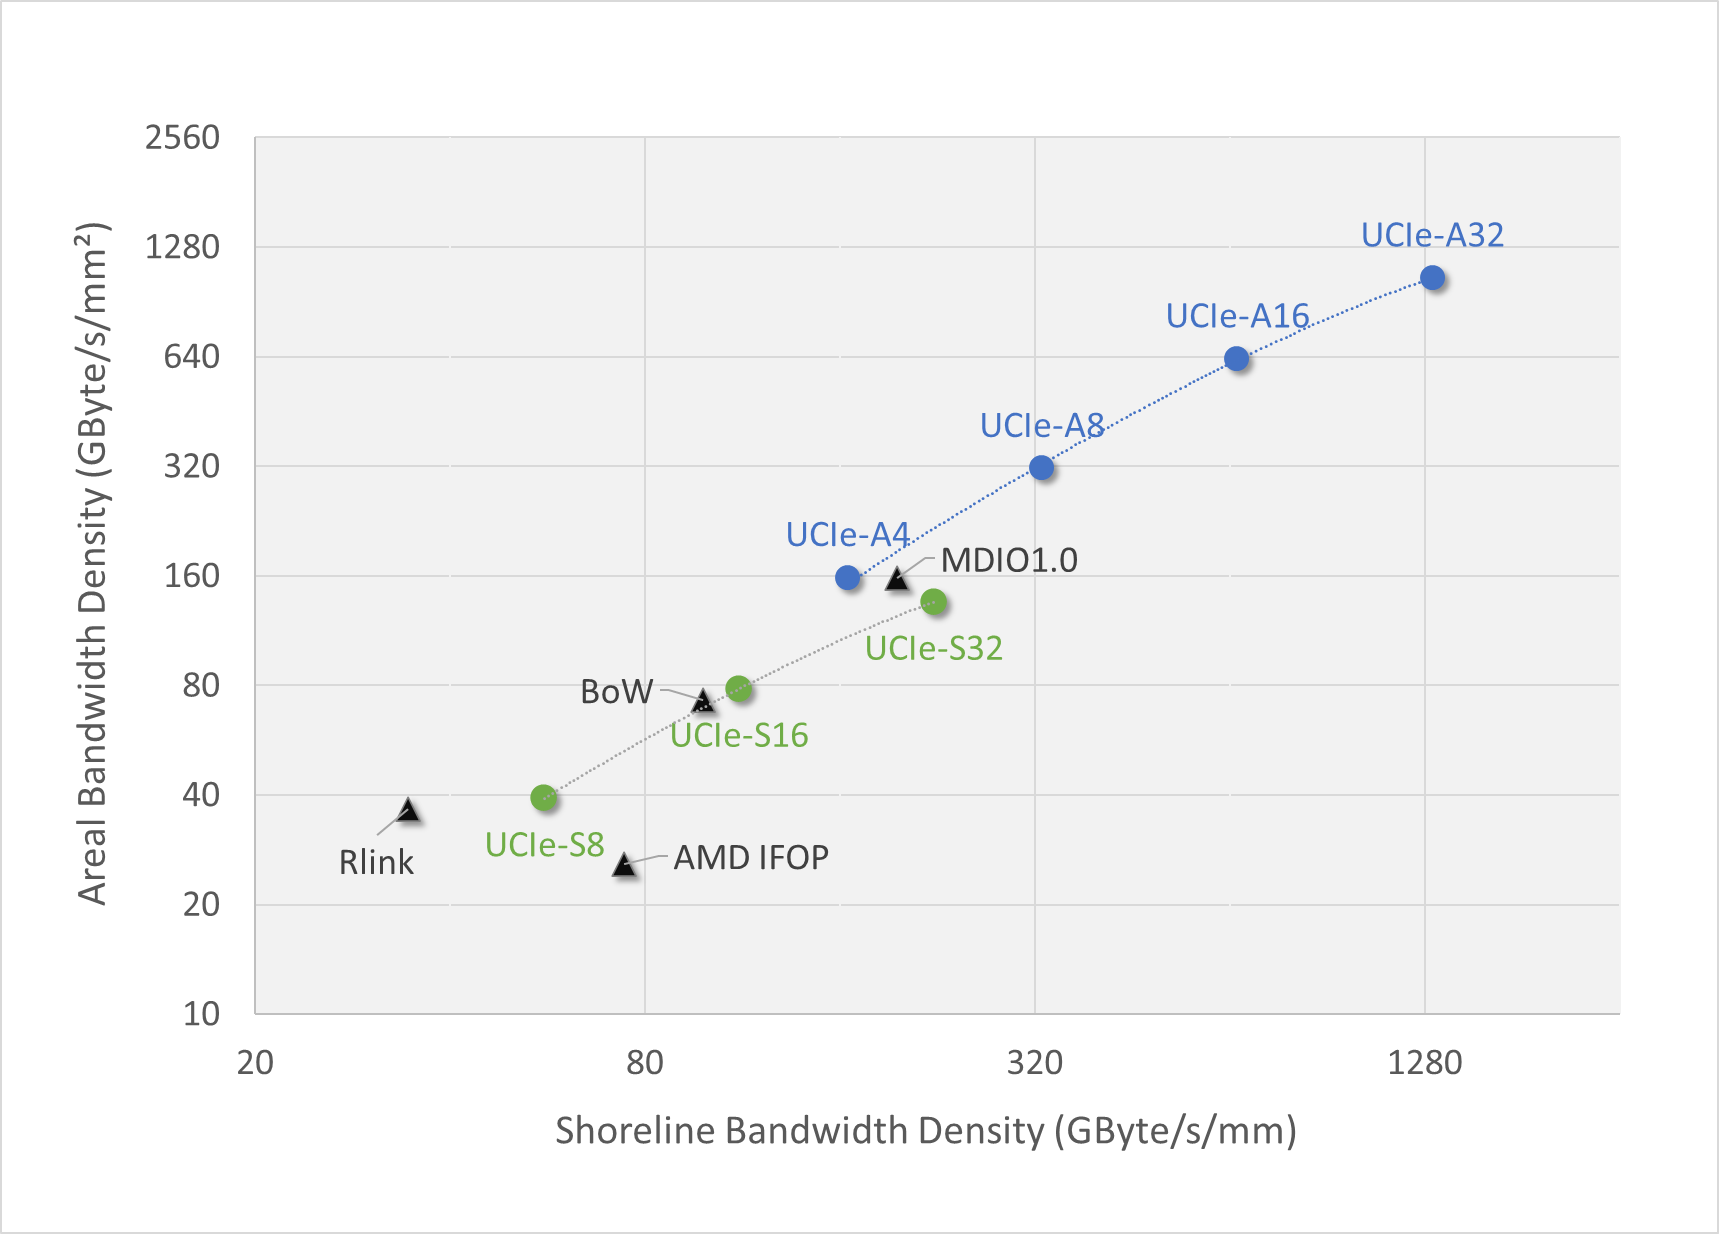 2560
1280
640
320
160
80
40
20
10
Areal Bandwidth Density (GByte/s/mm²)
UCIe-A32
UCIe-A16
UCIe-A8
UCIe-A4
MDIO1.0
UCIe-S32
BoW
UCIe-S16
UCIe-S8
AMD IFOP
Rlink
20
80
320
1280
Shoreline Bandwidth Density (GByte/s/mm)